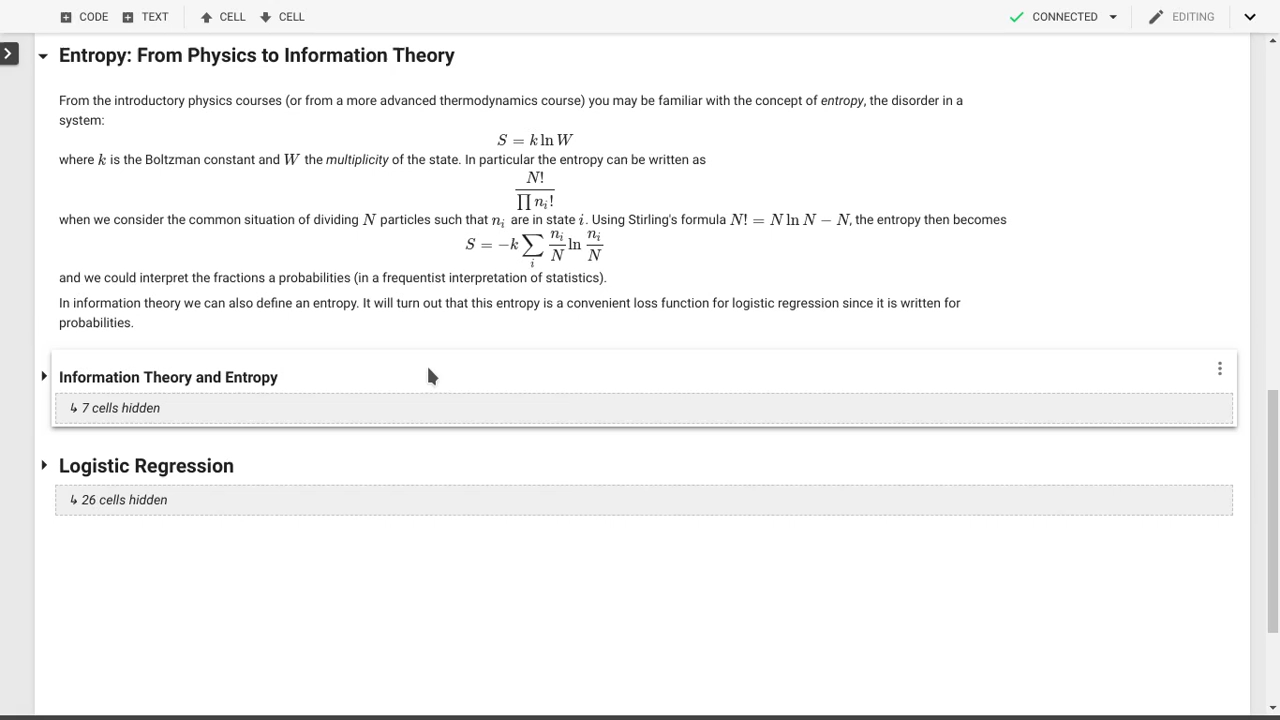 CODE TEXT CELL CELL CONNECTED EDITING
Entropy: From Physics to Information Theory
From the introductory physics courses (or from a more advanced thermodynamics course) you may be familiar with the concept of entropy, the disorder in a
system:
S = k ln W
where k is the Boltzman constant and W the multiplicity of the state. In particular the entropy can be written as
N!
∏ nᵢ!
when we consider the common situation of dividing N particles such that nᵢ are in state i. Using Stirling's formula N! = N ln N − N, the entropy then becomes
S = −k ∑ᵢ nᵢ/N ln nᵢ/N
and we could interpret the fractions a probabilities (in a frequentist interpretation of statistics).
In information theory we can also define an entropy. It will turn out that this entropy is a convenient loss function for logistic regression since it is written for
probabilities.
Information Theory and Entropy
↳ 7 cells hidden
Logistic Regression
↳ 26 cells hidden